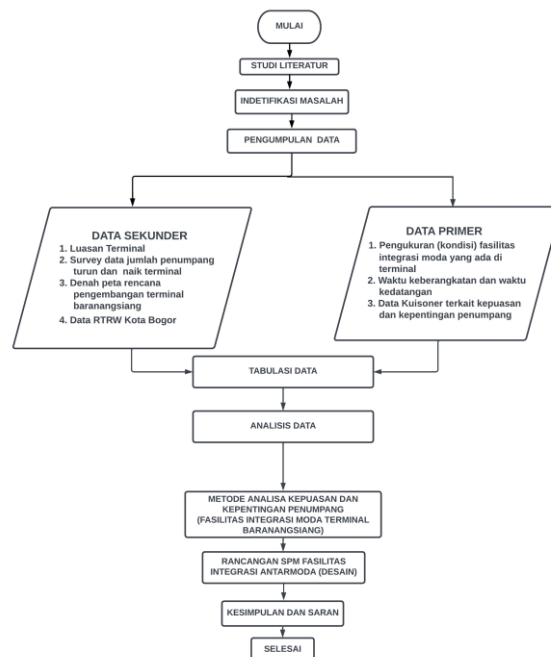 MULAI
STUDI LITERATUR
INDETIFIKASI MASALAH
PENGUMPULAN DATA
DATA SEKUNDER
1. Luasan Terminal
2. Survey data jumlah penumpang
turun dan naik terminal
3. Denah peta rencana
pengembangan terminal
baranangsiang
4. Data RTRW Kota Bogor
DATA PRIMER
1. Pengukuran (kondisi) fasilitas
integrasi moda yang ada di
terminal
2. Waktu keberangkatan dan waktu
kedatangan
3. Data Kuisoner terkait kepuasan
dan kepentingan penumpang
TABULASI DATA
ANALISIS DATA
METODE ANALISA KEPUASAN DAN
KEPENTINGAN PENUMPANG
(FASILITAS INTEGRASI MODA TERMINAL
BARANANGSIANG)
RANCANGAN SPM FASILITAS
INTEGRASI ANTARMODA (DESAIN)
KESIMPULAN DAN SARAN
SELESAI